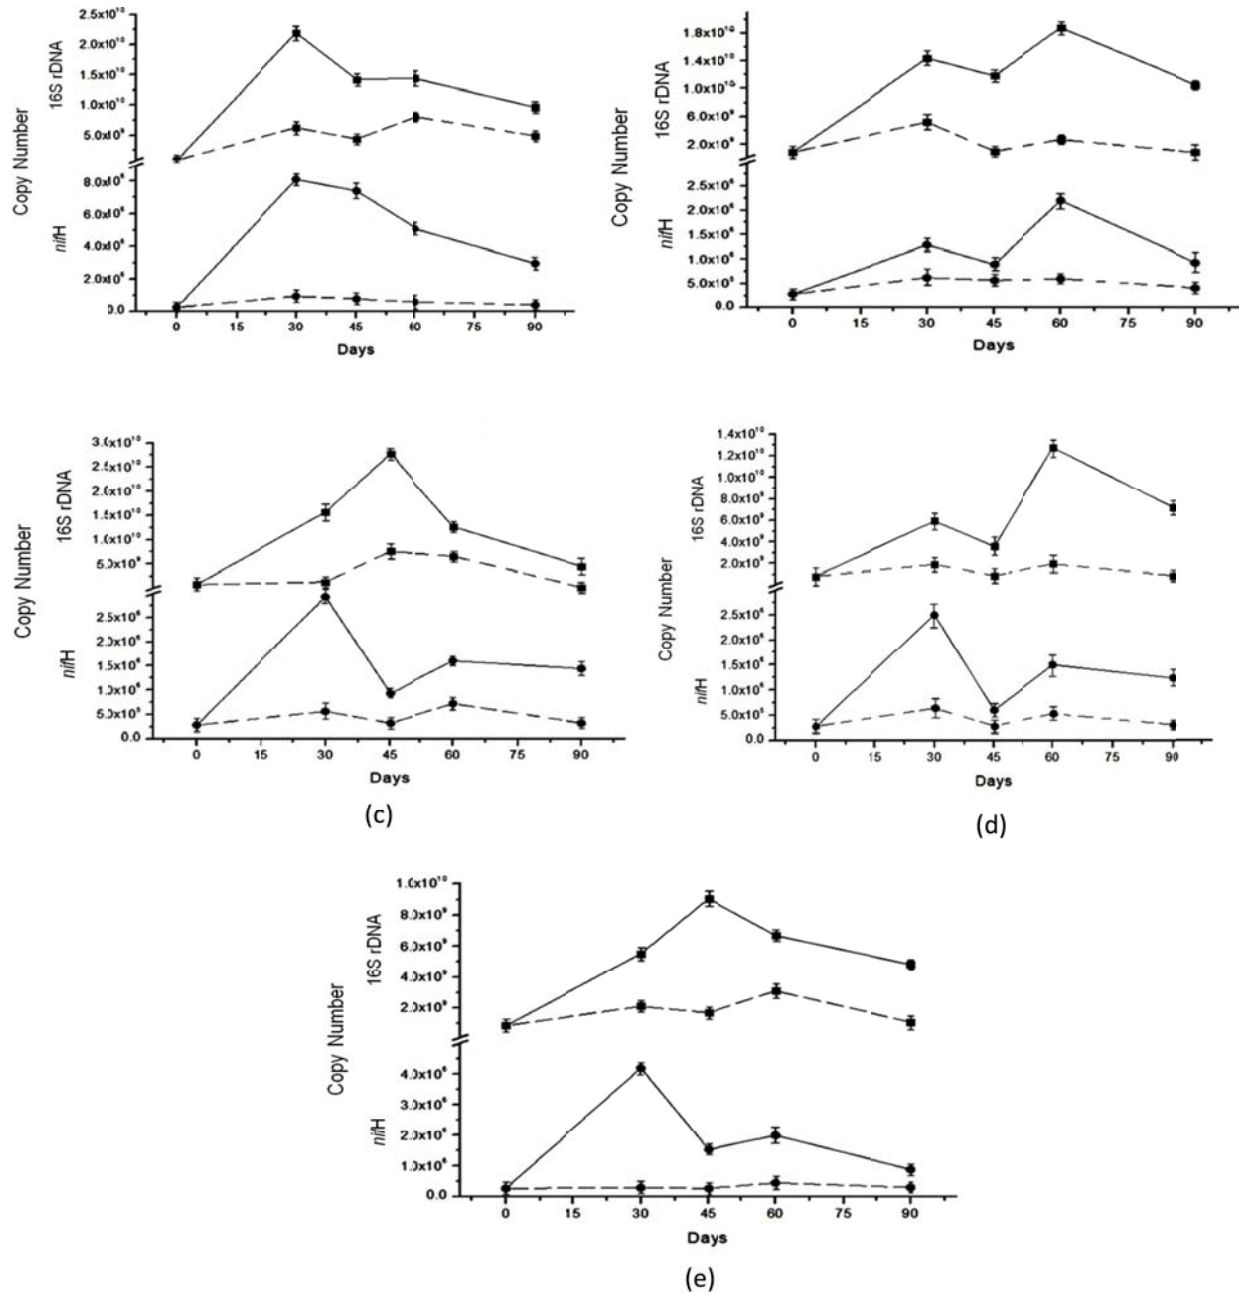 2.5x10¹⁰
2.0x10¹⁰
1.5x10¹⁰
1.0x10¹⁰
5.0x10⁹
8.0x10⁶
6.0x10⁶
4.0x10⁶
2.0x10⁶
0.0
16S rDNA
nifH
Copy Number
0 15 30 45 60 90
Days
1.8x10¹⁰
1.4x10¹⁰
1.0x10¹⁰
6.0x10⁹
2.0x10⁹
2.5x10⁶
2.0x10⁶
1.5x10⁶
1.0x10⁶
5.0x10⁵
0.0
16S rDNA
nifH
Copy Number
0 15 30 45 60 75 90
Days
3.0x10¹⁰
2.5x10¹⁰
2.0x10¹⁰
1.5x10¹⁰
1.0x10¹⁰
5.0x10⁹
2.5x10⁶
2.0x10⁶
1.5x10⁶
1.0x10⁶
5.0x10⁵
0.0
16S rDNA
nifH
Copy Number
0 15 30 45 60 75 90
Days
(c)
1.4x10¹⁰
1.2x10¹⁰
1.0x10¹⁰
8.0x10⁹
6.0x10⁹
4.0x10⁹
2.0x10⁹
2.5x10⁶
2.0x10⁶
1.5x10⁶
1.0x10⁶
5.0x10⁵
0.0
16S rDNA
nifH
Copy Number
0 15 30 45 60 75 90
Days
(d)
1.0x10¹⁰
8.0x10⁹
6.0x10⁹
4.0x10⁹
2.0x10⁹
4.0x10⁶
3.0x10⁶
2.0x10⁶
1.0x10⁶
0.0
16S rDNA
nifH
Copy Number
0 15 30 45 60 75 90
Days
(e)